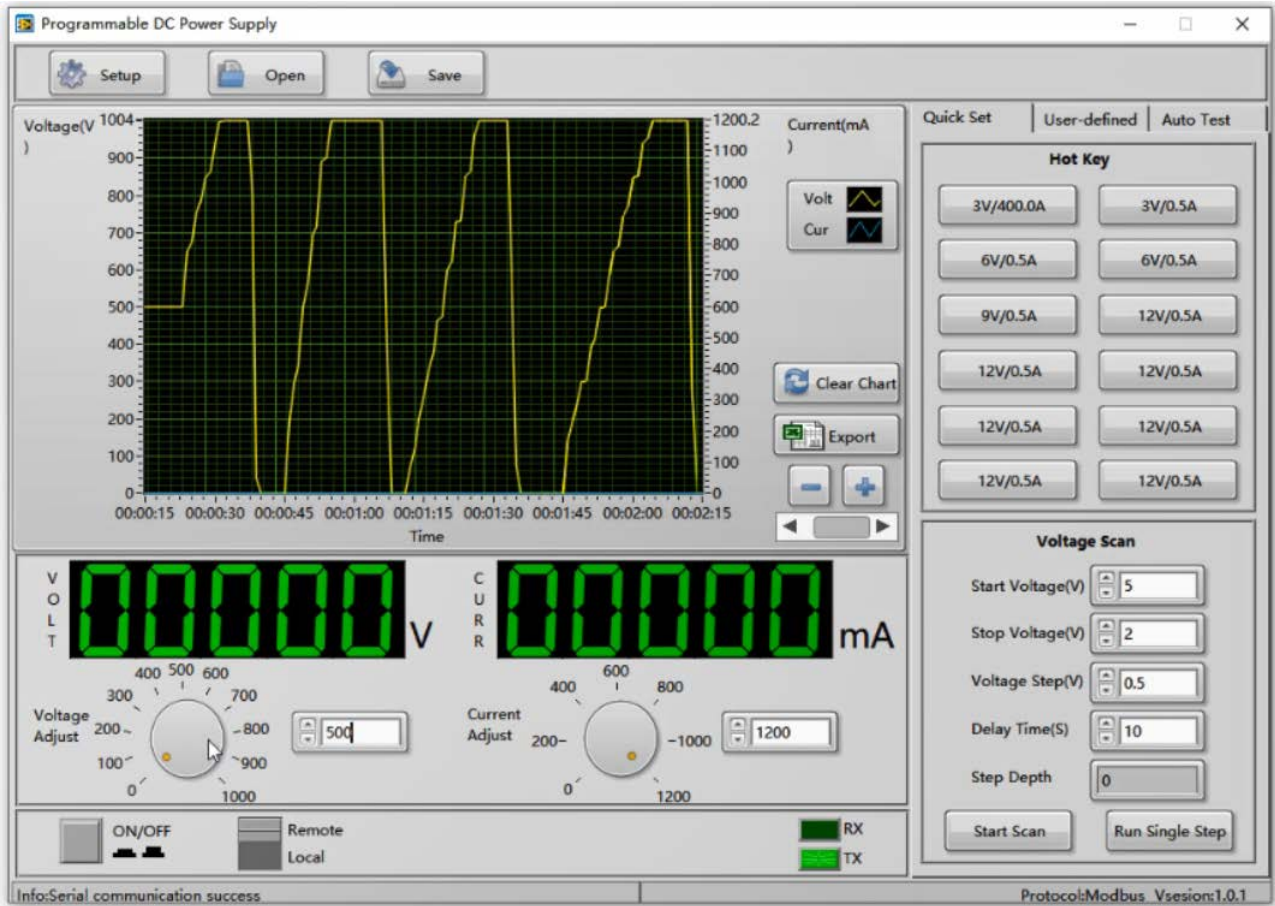 Programmable DC Power Supply
Setup Open Save
Voltage(V
)
1004
900
800
700
600
500
400
300
200
100
0
1200.2
1100
1000
900
800
700
600
500
400
300
200
100
0
00:00:15 00:00:30 00:00:45 00:01:00 00:01:15 00:01:30 00:01:45 00:02:00 00:02:15
Time
Current(mA
)
Volt
Cur
Clear Chart
Export
Quick Set User-defined Auto Test
Hot Key
3V/400.0A 3V/0.5A
6V/0.5A 6V/0.5A
9V/0.5A 12V/0.5A
12V/0.5A 12V/0.5A
12V/0.5A 12V/0.5A
12V/0.5A 12V/0.5A
VOLT 00000 V
CURR 00000 mA
Voltage
Adjust
0 100 200 300 400 500 600 700 800 900 1000
500
Current
Adjust
0 200 400 600 800 1000 1200
1200
Voltage Scan
Start Voltage(V) 5
Stop Voltage(V) 2
Voltage Step(V) 0.5
Delay Time(S) 10
Step Depth 0
Start Scan Run Single Step
ON/OFF
Remote
Local
RX
TX
Info:Serial communication success
Protocol:Modbus Vsesion:1.0.1